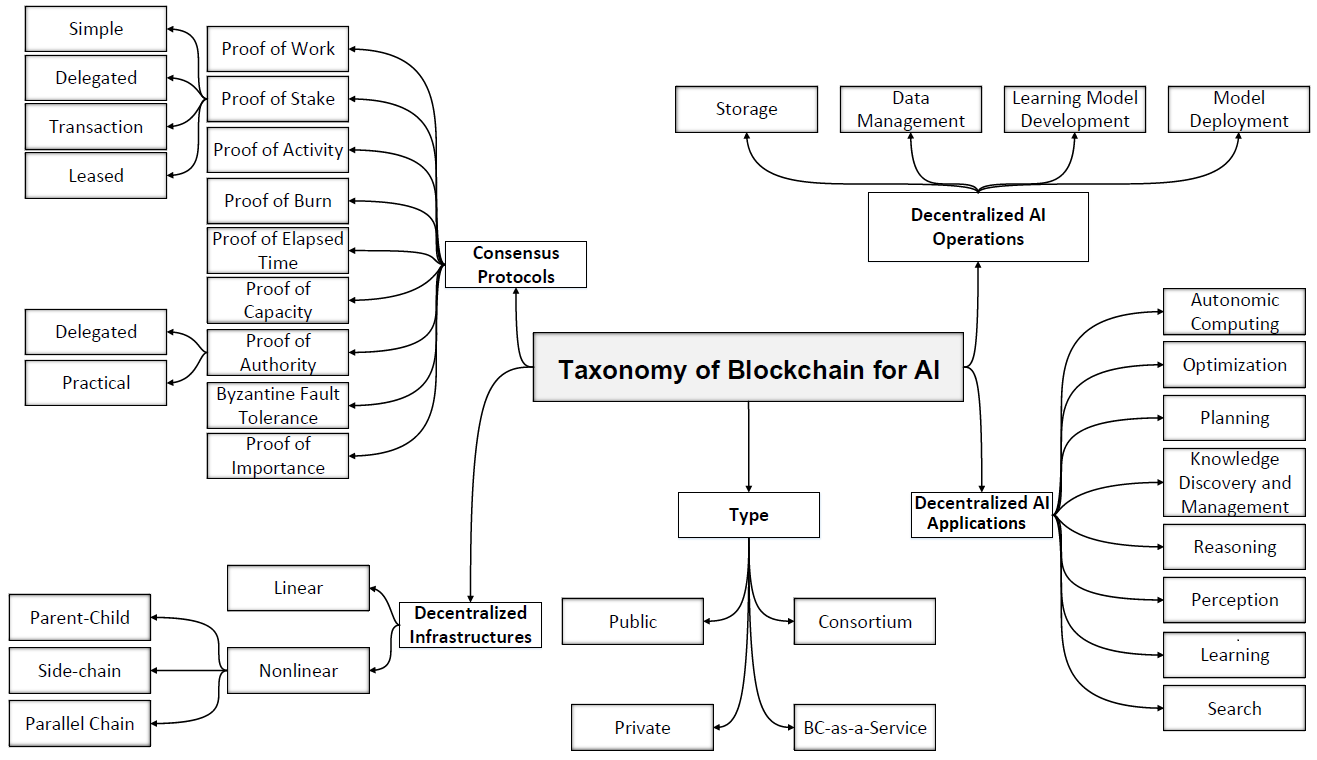 Taxonomy of Blockchain for AI
Consensus
Protocols
Proof of Work
Proof of Stake
Simple
Delegated
Transaction
Leased
Proof of Activity
Proof of Burn
Proof of Elapsed
Time
Proof of
Capacity
Proof of
Authority
Delegated
Practical
Byzantine Fault
Tolerance
Proof of
Importance
Decentralized AI
Operations
Storage
Data
Management
Learning Model
Development
Model
Deployment
Decentralized AI
Applications
Autonomic
Computing
Optimization
Planning
Knowledge
Discovery and
Management
Reasoning
Perception
Learning
Search
Type
Public
Consortium
Private
BC-as-a-Service
Decentralized
Infrastructures
Linear
Nonlinear
Parent-Child
Side-chain
Parallel Chain